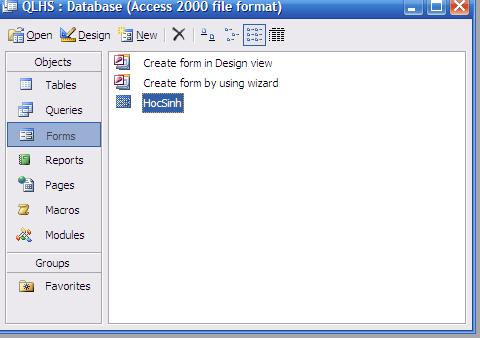 QLHS : Database (Access 2000 file format)
Open Design New
Objects
Tables
Queries
Forms
Reports
Pages
Macros
Modules
Groups
Favorites
Create form in Design view
Create form by using wizard
HocSinh